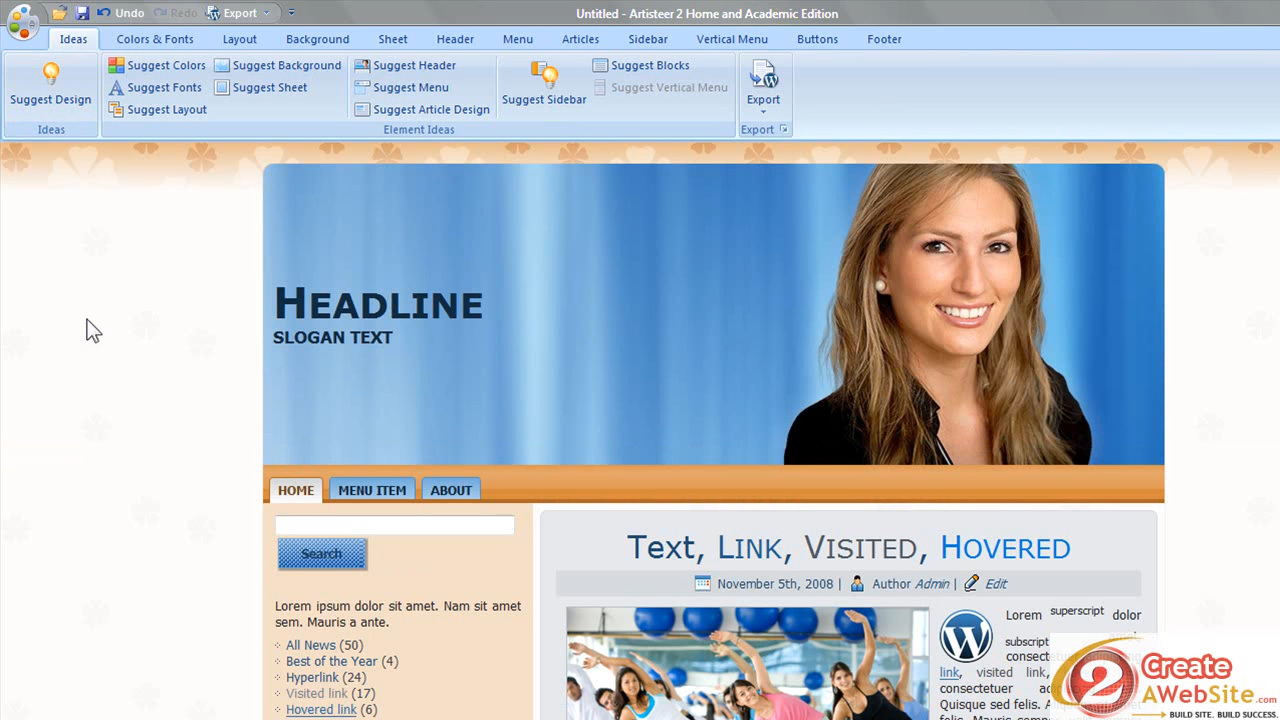 Undo Redo Export Untitled - Artisteer 2 Home and Academic Edition
Ideas Colors & Fonts Layout Background Sheet Header Menu Articles Sidebar Vertical Menu Buttons Footer
Suggest Design
Ideas
Suggest Colors Suggest Background
Suggest Fonts Suggest Sheet
Suggest Layout
Suggest Header
Suggest Menu
Suggest Article Design
Suggest Sidebar
Suggest Blocks
Suggest Vertical Menu
Element Ideas
Export
Export
HEADLINE
SLOGAN TEXT
HOME MENU ITEM ABOUT
Search
Lorem ipsum dolor sit amet. Nam sit amet
sem. Mauris a ante.
All News (50)
Best of the Year (4)
Hyperlink (24)
Visited link (17)
Hovered link (6)
Text, LINK, VISITED, HOVERED
November 5th, 2008 | Author Admin | Edit
Lorem superscript dolor
subscript
link, visited link,
consectetuer
Quisque sed felis.
2 Create
AWebSite.com
BUILD SITE. BUILD SUCCESS